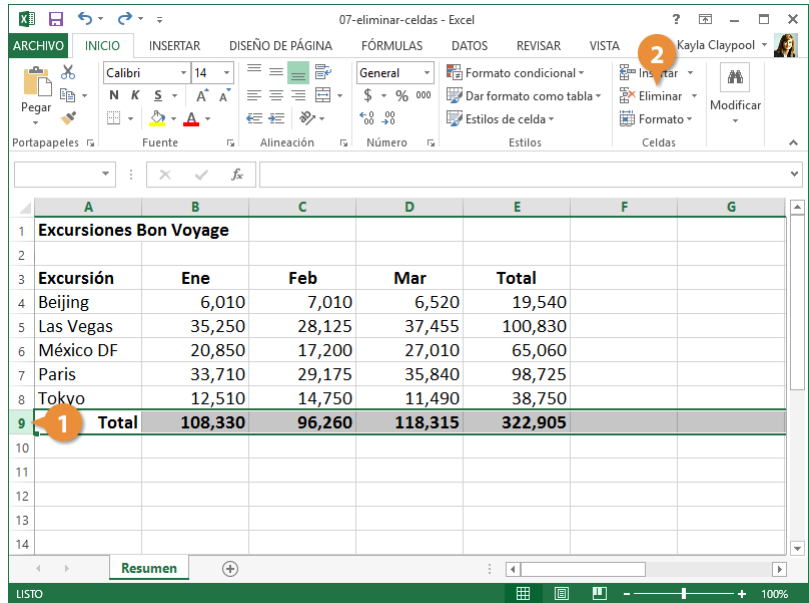 07-eliminar-celdas - Excel ?
ARCHIVO INICIO INSERTAR DISEÑO DE PÁGINA FÓRMULAS DATOS REVISAR VISTA Kayla Claypool
2
Calibri 14 General Formato condicional Insertar
Pegar N K S A A $ % 000 Dar formato como tabla Eliminar Modificar
A Estilos de celda Formato
Portapapeles Fuente Alineación Número Estilos Celdas
fx
A B C D E F G
1 Excursiones Bon Voyage
2
3 Excursión Ene Feb Mar Total
4 Beijing 6,010 7,010 6,520 19,540
5 Las Vegas 35,250 28,125 37,455 100,830
6 México DF 20,850 17,200 27,010 65,060
7 Paris 33,710 29,175 35,840 98,725
8 Tokyo 12,510 14,750 11,490 38,750
9 1 Total 108,330 96,260 118,315 322,905
10
11
12
13
14
Resumen
LISTO 100%